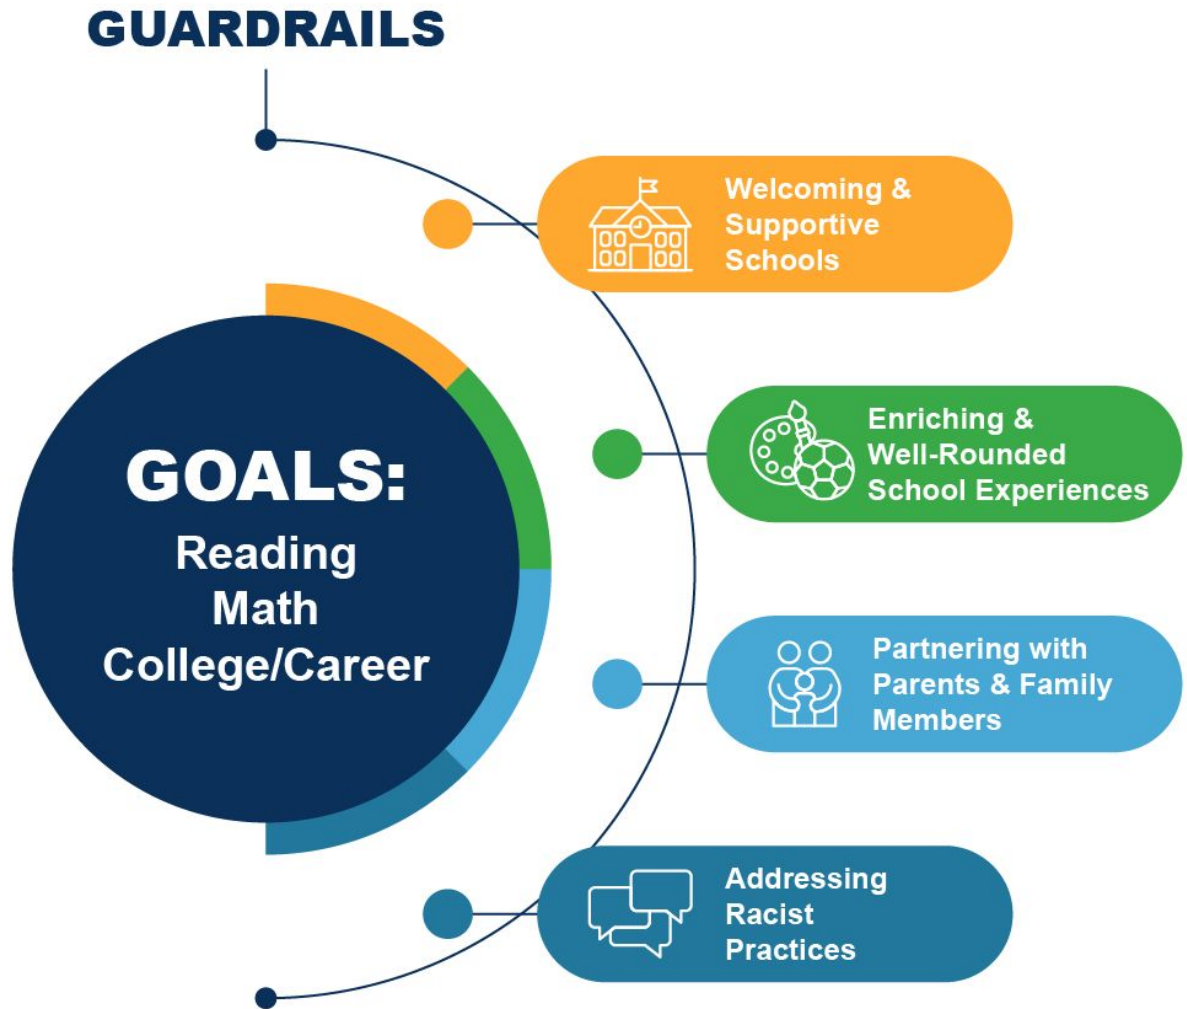 GUARDRAILS
Welcoming &
Supportive
Schools
GOALS:
Reading
Math
College/Career
Enriching &
Well-Rounded
School Experiences
Partnering with
Parents & Family
Members
Addressing
Racist
Practices